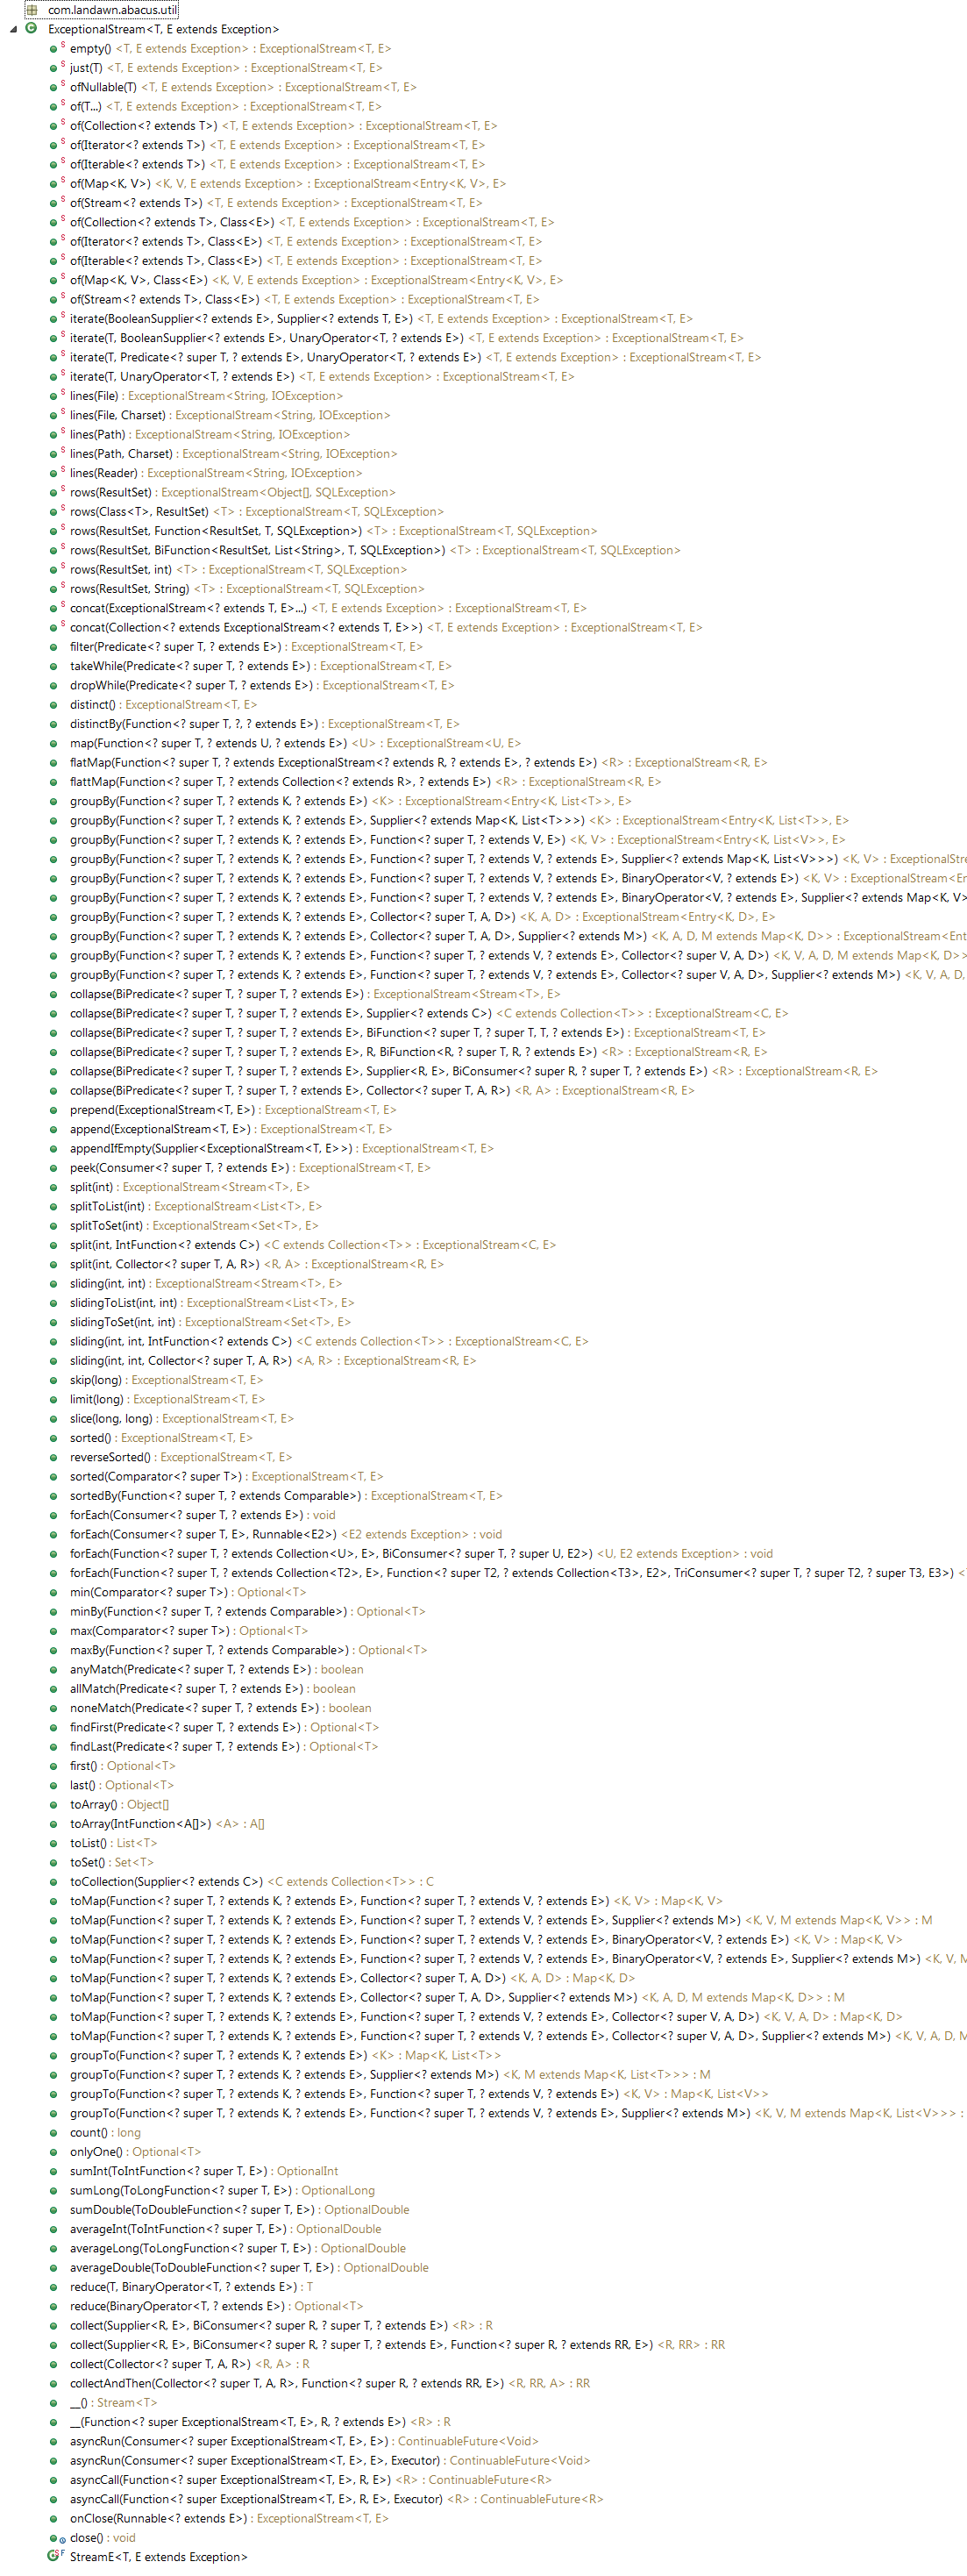 com.landawn.abacus.util
ExceptionalStream<T, E extends Exception>
S empty() <T, E extends Exception> : ExceptionalStream<T, E>
S just(T) <T, E extends Exception> : ExceptionalStream<T, E>
S ofNullable(T) <T, E extends Exception> : ExceptionalStream<T, E>
S of(T...) <T, E extends Exception> : ExceptionalStream<T, E>
S of(Collection<? extends T>) <T, E extends Exception> : ExceptionalStream<T, E>
S of(Iterator<? extends T>) <T, E extends Exception> : ExceptionalStream<T, E>
S of(Iterable<? extends T>) <T, E extends Exception> : ExceptionalStream<T, E>
S of(Map<K, V>) <K, V, E extends Exception> : ExceptionalStream<Entry<K, V>, E>
S of(Stream<? extends T>) <T, E extends Exception> : ExceptionalStream<T, E>
S of(Collection<? extends T>, Class<E>) <T, E extends Exception> : ExceptionalStream<T, E>
S of(Iterator<? extends T>, Class<E>) <T, E extends Exception> : ExceptionalStream<T, E>
S of(Iterable<? extends T>, Class<E>) <T, E extends Exception> : ExceptionalStream<T, E>
S of(Map<K, V>, Class<E>) <K, V, E extends Exception> : ExceptionalStream<Entry<K, V>, E>
S of(Stream<? extends T>, Class<E>) <T, E extends Exception> : ExceptionalStream<T, E>
S iterate(BooleanSupplier<? extends E>, Supplier<? extends T, E>) <T, E extends Exception> : ExceptionalStream<T, E>
S iterate(T, BooleanSupplier<? extends E>, UnaryOperator<T, ? extends E>) <T, E extends Exception> : ExceptionalStream<T, E>
S iterate(T, Predicate<? super T, ? extends E>, UnaryOperator<T, ? extends E>) <T, E extends Exception> : ExceptionalStream<T, E>
S iterate(T, UnaryOperator<T, ? extends E>) <T, E extends Exception> : ExceptionalStream<T, E>
S lines(File) : ExceptionalStream<String, IOException>
S lines(File, Charset) : ExceptionalStream<String, IOException>
S lines(Path) : ExceptionalStream<String, IOException>
S lines(Path, Charset) : ExceptionalStream<String, IOException>
S lines(Reader) : ExceptionalStream<String, IOException>
S rows(ResultSet) : ExceptionalStream<Object[], SQLException>
S rows(Class<T>, ResultSet) <T> : ExceptionalStream<T, SQLException>
S rows(ResultSet, Function<ResultSet, T, SQLException>) <T> : ExceptionalStream<T, SQLException>
S rows(ResultSet, BiFunction<ResultSet, List<String>, T, SQLException>) <T> : ExceptionalStream<T, SQLException>
S rows(ResultSet, int) <T> : ExceptionalStream<T, SQLException>
S rows(ResultSet, String) <T> : ExceptionalStream<T, SQLException>
S concat(ExceptionalStream<? extends T, E>...) <T, E extends Exception> : ExceptionalStream<T, E>
S concat(Collection<? extends ExceptionalStream<? extends T, E>>) <T, E extends Exception> : ExceptionalStream<T, E>
filter(Predicate<? super T, ? extends E>) : ExceptionalStream<T, E>
takeWhile(Predicate<? super T, ? extends E>) : ExceptionalStream<T, E>
dropWhile(Predicate<? super T, ? extends E>) : ExceptionalStream<T, E>
distinct() : ExceptionalStream<T, E>
distinctBy(Function<? super T, ?, ? extends E>) : ExceptionalStream<T, E>
map(Function<? super T, ? extends U, ? extends E>) <U> : ExceptionalStream<U, E>
flatMap(Function<? super T, ? extends ExceptionalStream<? extends R, ? extends E>, ? extends E>) <R> : ExceptionalStream<R, E>
flattMap(Function<? super T, ? extends Collection<? extends R>, ? extends E>) <R> : ExceptionalStream<R, E>
groupBy(Function<? super T, ? extends K, ? extends E>) <K> : ExceptionalStream<Entry<K, List<T>>, E>
groupBy(Function<? super T, ? extends K, ? extends E>, Supplier<? extends Map<K, List<T>>>) <K> : ExceptionalStream<Entry<K, List<T>>, E>
groupBy(Function<? super T, ? extends K, ? extends E>, Function<? super T, ? extends V, E>) <K, V> : ExceptionalStream<Entry<K, List<V>>, E>
groupBy(Function<? super T, ? extends K, ? extends E>, Function<? super T, ? extends V, ? extends E>, Supplier<? extends Map<K, List<V>>>) <K, V> : ExceptionalStre
groupBy(Function<? super T, ? extends K, ? extends E>, Function<? super T, ? extends V, ? extends E>, BinaryOperator<V, ? extends E>) <K, V> : ExceptionalStream<En
groupBy(Function<? super T, ? extends K, ? extends E>, Function<? super T, ? extends V, ? extends E>, BinaryOperator<V, ? extends E>, Supplier<? extends Map<K, V>
groupBy(Function<? super T, ? extends K, ? extends E>, Collector<? super T, A, D>) <K, A, D> : ExceptionalStream<Entry<K, D>, E>
groupBy(Function<? super T, ? extends K, ? extends E>, Collector<? super T, A, D>, Supplier<? extends M>) <K, A, D, M extends Map<K, D>> : ExceptionalStream<Ent
groupBy(Function<? super T, ? extends K, ? extends E>, Function<? super T, ? extends V, ? extends E>, Collector<? super V, A, D>) <K, V, A, D, M extends Map<K, D>>
groupBy(Function<? super T, ? extends K, ? extends E>, Function<? super T, ? extends V, ? extends E>, Collector<? super V, A, D>, Supplier<? extends M>) <K, V, A, D,
collapse(BiPredicate<? super T, ? super T, ? extends E>) : ExceptionalStream<Stream<T>, E>
collapse(BiPredicate<? super T, ? super T, ? extends E>, Supplier<? extends C>) <C extends Collection<T>> : ExceptionalStream<C, E>
collapse(BiPredicate<? super T, ? super T, ? extends E>, BiFunction<? super T, ? super T, T, ? extends E>) : ExceptionalStream<T, E>
collapse(BiPredicate<? super T, ? super T, ? extends E>, R, BiFunction<R, ? super T, R, ? extends E>) <R> : ExceptionalStream<R, E>
collapse(BiPredicate<? super T, ? super T, ? extends E>, Supplier<R, E>, BiConsumer<? super R, ? super T, ? extends E>) <R> : ExceptionalStream<R, E>
collapse(BiPredicate<? super T, ? super T, ? extends E>, Collector<? super T, A, R>) <R, A> : ExceptionalStream<R, E>
prepend(ExceptionalStream<T, E>) : ExceptionalStream<T, E>
append(ExceptionalStream<T, E>) : ExceptionalStream<T, E>
appendIfEmpty(Supplier<ExceptionalStream<T, E>>) : ExceptionalStream<T, E>
peek(Consumer<? super T, ? extends E>) : ExceptionalStream<T, E>
split(int) : ExceptionalStream<Stream<T>, E>
splitToList(int) : ExceptionalStream<List<T>, E>
splitToSet(int) : ExceptionalStream<Set<T>, E>
split(int, IntFunction<? extends C>) <C extends Collection<T>> : ExceptionalStream<C, E>
split(int, Collector<? super T, A, R>) <R, A> : ExceptionalStream<R, E>
sliding(int, int) : ExceptionalStream<Stream<T>, E>
slidingToList(int, int) : ExceptionalStream<List<T>, E>
slidingToSet(int, int) : ExceptionalStream<Set<T>, E>
sliding(int, int, IntFunction<? extends C>) <C extends Collection<T>> : ExceptionalStream<C, E>
sliding(int, int, Collector<? super T, A, R>) <A, R> : ExceptionalStream<R, E>
skip(long) : ExceptionalStream<T, E>
limit(long) : ExceptionalStream<T, E>
slice(long, long) : ExceptionalStream<T, E>
sorted() : ExceptionalStream<T, E>
reverseSorted() : ExceptionalStream<T, E>
sorted(Comparator<? super T>) : ExceptionalStream<T, E>
sortedBy(Function<? super T, ? extends Comparable>) : ExceptionalStream<T, E>
forEach(Consumer<? super T, ? extends E>) : void
forEach(Consumer<? super T, E>, Runnable<E2>) <E2 extends Exception> : void
forEach(Function<? super T, ? extends Collection<U>, E>, BiConsumer<? super T, ? super U, E2>) <U, E2 extends Exception> : void
forEach(Function<? super T, ? extends Collection<T2>, E>, Function<? super T2, ? extends Collection<T3>, E2>, TriConsumer<? super T, ? super T2, ? super T3, E3>) <
min(Comparator<? super T>) : Optional<T>
minBy(Function<? super T, ? extends Comparable>) : Optional<T>
max(Comparator<? super T>) : Optional<T>
maxBy(Function<? super T, ? extends Comparable>) : Optional<T>
anyMatch(Predicate<? super T, ? extends E>) : boolean
allMatch(Predicate<? super T, ? extends E>) : boolean
noneMatch(Predicate<? super T, ? extends E>) : boolean
findFirst(Predicate<? super T, ? extends E>) : Optional<T>
findLast(Predicate<? super T, ? extends E>) : Optional<T>
first() : Optional<T>
last() : Optional<T>
toArray() : Object[]
toArray(IntFunction<A[]>) <A> : A[]
toList() : List<T>
toSet() : Set<T>
toCollection(Supplier<? extends C>) <C extends Collection<T>> : C
toMap(Function<? super T, ? extends K, ? extends E>, Function<? super T, ? extends V, ? extends E>) <K, V> : Map<K, V>
toMap(Function<? super T, ? extends K, ? extends E>, Function<? super T, ? extends V, ? extends E>, Supplier<? extends M>) <K, V, M extends Map<K, V>> : M
toMap(Function<? super T, ? extends K, ? extends E>, Function<? super T, ? extends V, ? extends E>, BinaryOperator<V, ? extends E>) <K, V> : Map<K, V>
toMap(Function<? super T, ? extends K, ? extends E>, Function<? super T, ? extends V, ? extends E>, BinaryOperator<V, ? extends E>, Supplier<? extends M>) <K, V, M
toMap(Function<? super T, ? extends K, ? extends E>, Collector<? super T, A, D>) <K, A, D> : Map<K, D>
toMap(Function<? super T, ? extends K, ? extends E>, Collector<? super T, A, D>, Supplier<? extends M>) <K, A, D, M extends Map<K, D>> : M
toMap(Function<? super T, ? extends K, ? extends E>, Function<? super T, ? extends V, ? extends E>, Collector<? super V, A, D>) <K, V, A, D> : Map<K, D>
toMap(Function<? super T, ? extends K, ? extends E>, Function<? super T, ? extends V, ? extends E>, Collector<? super V, A, D>, Supplier<? extends M>) <K, V, A, D, M
groupTo(Function<? super T, ? extends K, ? extends E>) <K> : Map<K, List<T>>
groupTo(Function<? super T, ? extends K, ? extends E>, Supplier<? extends M>) <K, M extends Map<K, List<T>>> : M
groupTo(Function<? super T, ? extends K, ? extends E>, Function<? super T, ? extends V, ? extends E>) <K, V> : Map<K, List<V>>
groupTo(Function<? super T, ? extends K, ? extends E>, Function<? super T, ? extends V, ? extends E>, Supplier<? extends M>) <K, V, M extends Map<K, List<V>>> :
count() : long
onlyOne() : Optional<T>
sumInt(ToIntFunction<? super T, E>) : OptionalInt
sumLong(ToLongFunction<? super T, E>) : OptionalLong
sumDouble(ToDoubleFunction<? super T, E>) : OptionalDouble
averageInt(ToIntFunction<? super T, E>) : OptionalDouble
averageLong(ToLongFunction<? super T, E>) : OptionalDouble
averageDouble(ToDoubleFunction<? super T, E>) : OptionalDouble
reduce(T, BinaryOperator<T, ? extends E>) : T
reduce(BinaryOperator<T, ? extends E>) : Optional<T>
collect(Supplier<R, E>, BiConsumer<? super R, ? super T, ? extends E>) <R> : R
collect(Supplier<R, E>, BiConsumer<? super R, ? super T, ? extends E>, Function<? super R, ? extends RR, E>) <R, RR> : RR
collect(Collector<? super T, A, R>) <R, A> : R
collectAndThen(Collector<? super T, A, R>, Function<? super R, ? extends RR, E>) <R, RR, A> : RR
__() : Stream<T>
__(Function<? super ExceptionalStream<T, E>, R, ? extends E>) <R> : R
asyncRun(Consumer<? super ExceptionalStream<T, E>, E>) : ContinuableFuture<Void>
asyncRun(Consumer<? super ExceptionalStream<T, E>, E>, Executor) : ContinuableFuture<Void>
asyncCall(Function<? super ExceptionalStream<T, E>, R, E>) <R> : ContinuableFuture<R>
asyncCall(Function<? super ExceptionalStream<T, E>, R, E>, Executor) <R> : ContinuableFuture<R>
onClose(Runnable<? extends E>) : ExceptionalStream<T, E>
close() : void
S F StreamE<T, E extends Exception>